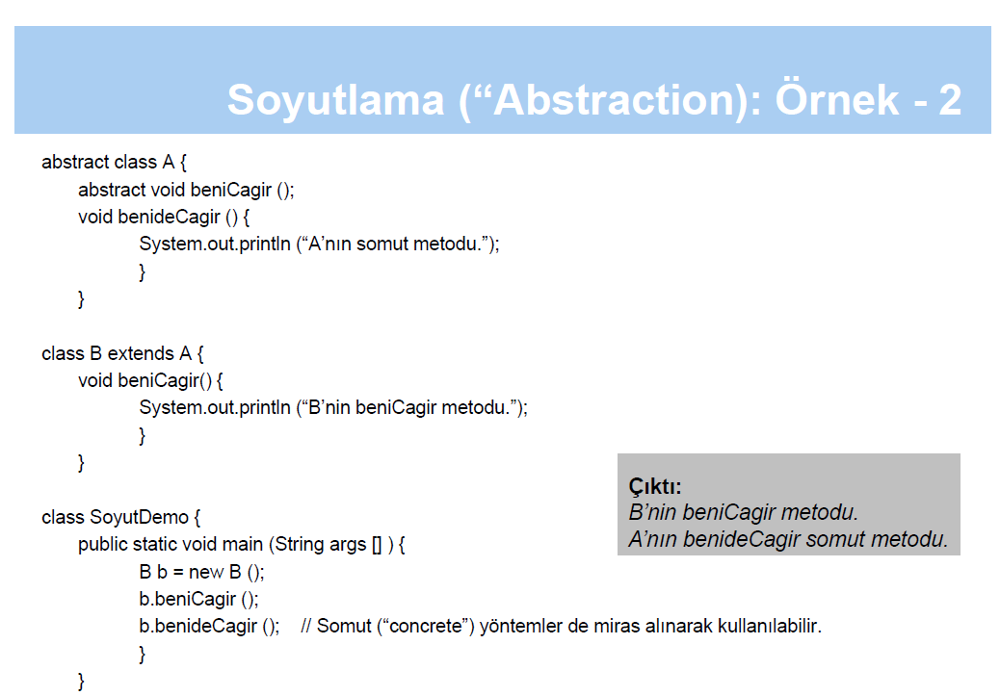 Soyutlama (“Abstraction): Örnek - 2
abstract class A {
abstract void beniCagir ();
void benideCagir () {
System.out.println (“A’nın somut metodu.”);
}
}
class B extends A {
void beniCagir() {
System.out.println (“B’nin beniCagir metodu.”);
}
}
class SoyutDemo {
public static void main (String args [] ) {
B b = new B ();
b.beniCagir ();
b.benideCagir (); // Somut (“concrete”) yöntemler de miras alınarak kullanılabilir.
}
}
Çıktı:
B’nin beniCagir metodu.
A’nın benideCagir somut metodu.